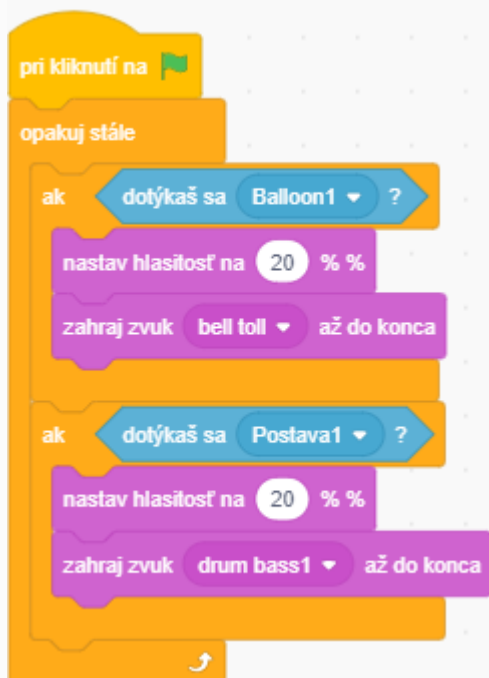 pri kliknutí na
opakuj stále
ak dotýkaš sa Balloon1 ?
nastav hlasitosť na 20 % %
zahraj zvuk bell toll až do konca
ak dotýkaš sa Postava1 ?
nastav hlasitosť na 20 % %
zahraj zvuk drum bass1 až do konca